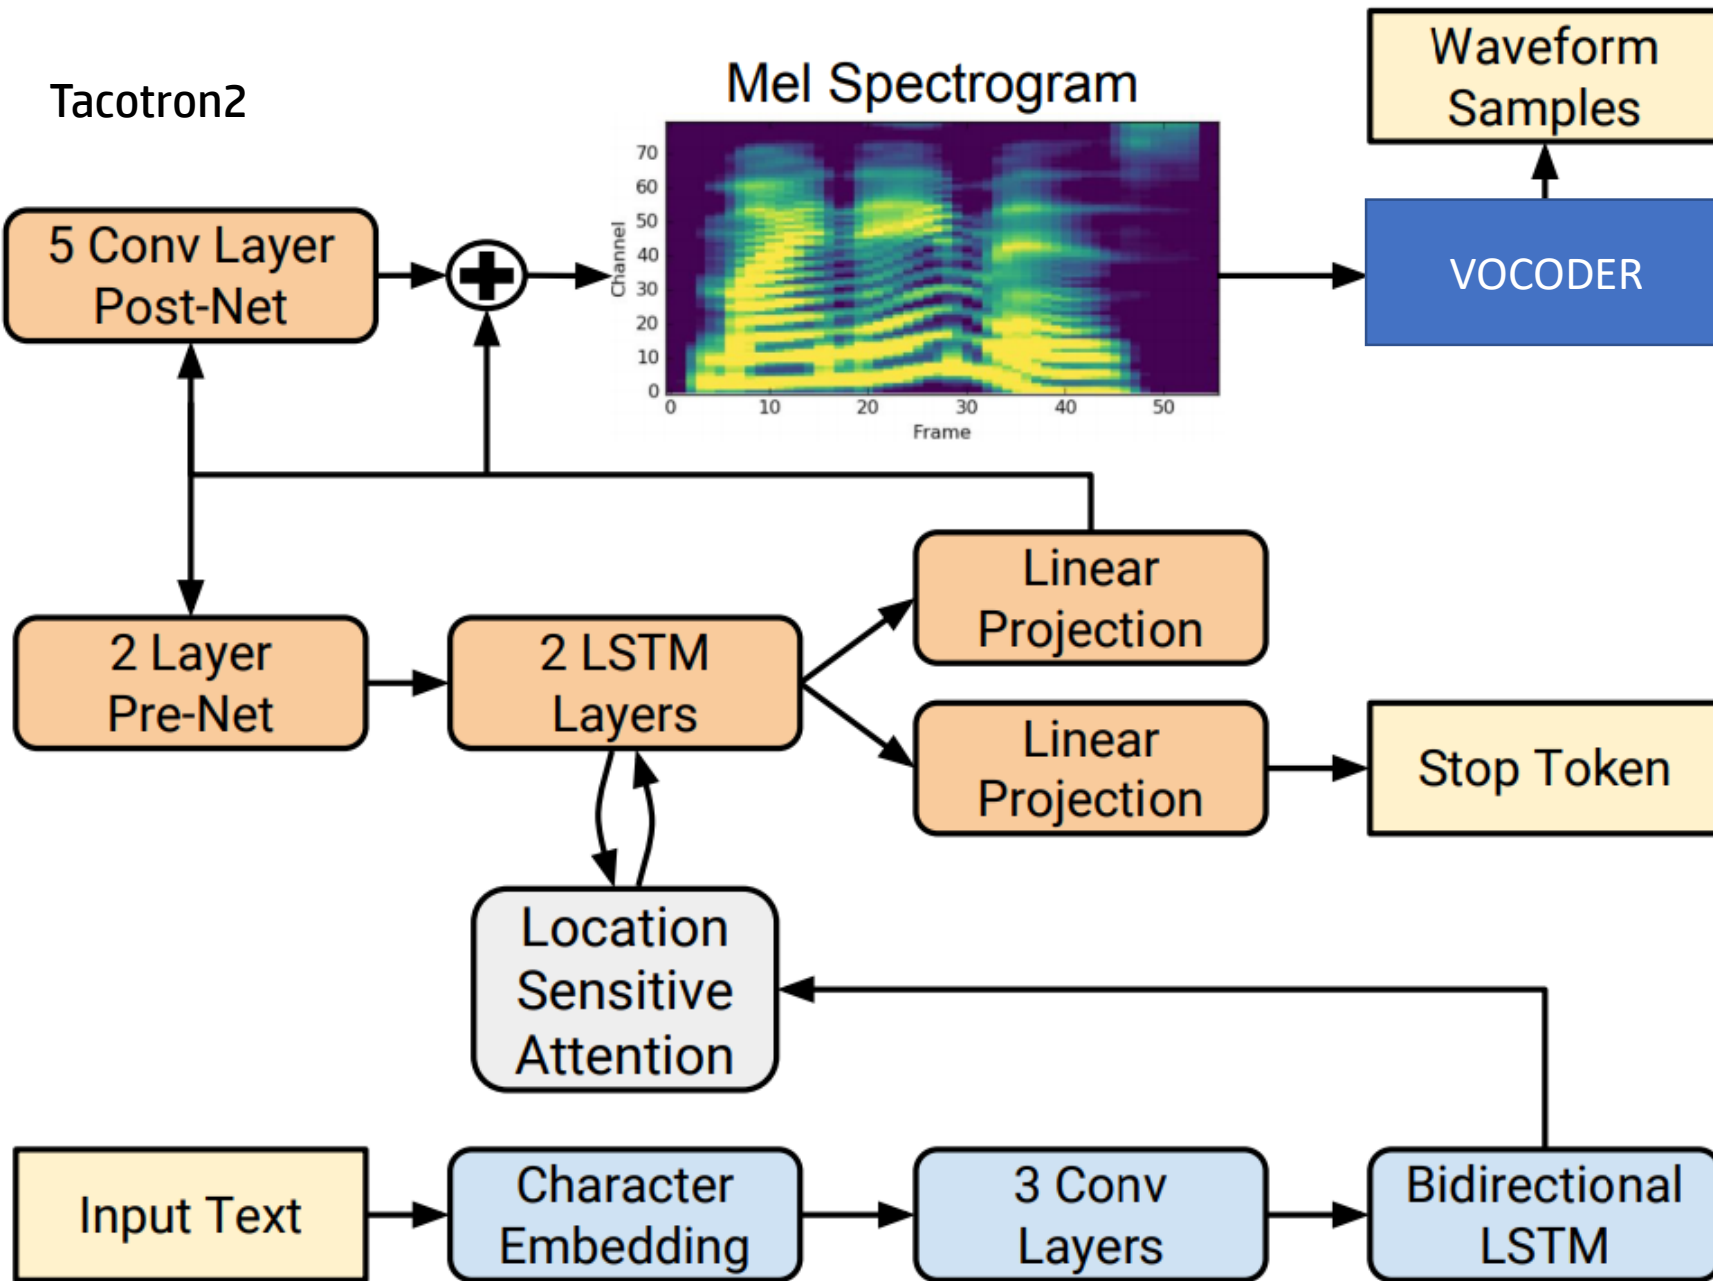 Tacotron2
Mel Spectrogram
Waveform
Samples
5 Conv Layer
Post-Net
Channel
70
60
50
40
30
20
10
0
0 10 20 30 40 50
Frame
VOCODER
Linear
Projection
2 Layer
Pre-Net
2 LSTM
Layers
Linear
Projection
Stop Token
Location
Sensitive
Attention
Input Text
Character
Embedding
3 Conv
Layers
Bidirectional
LSTM